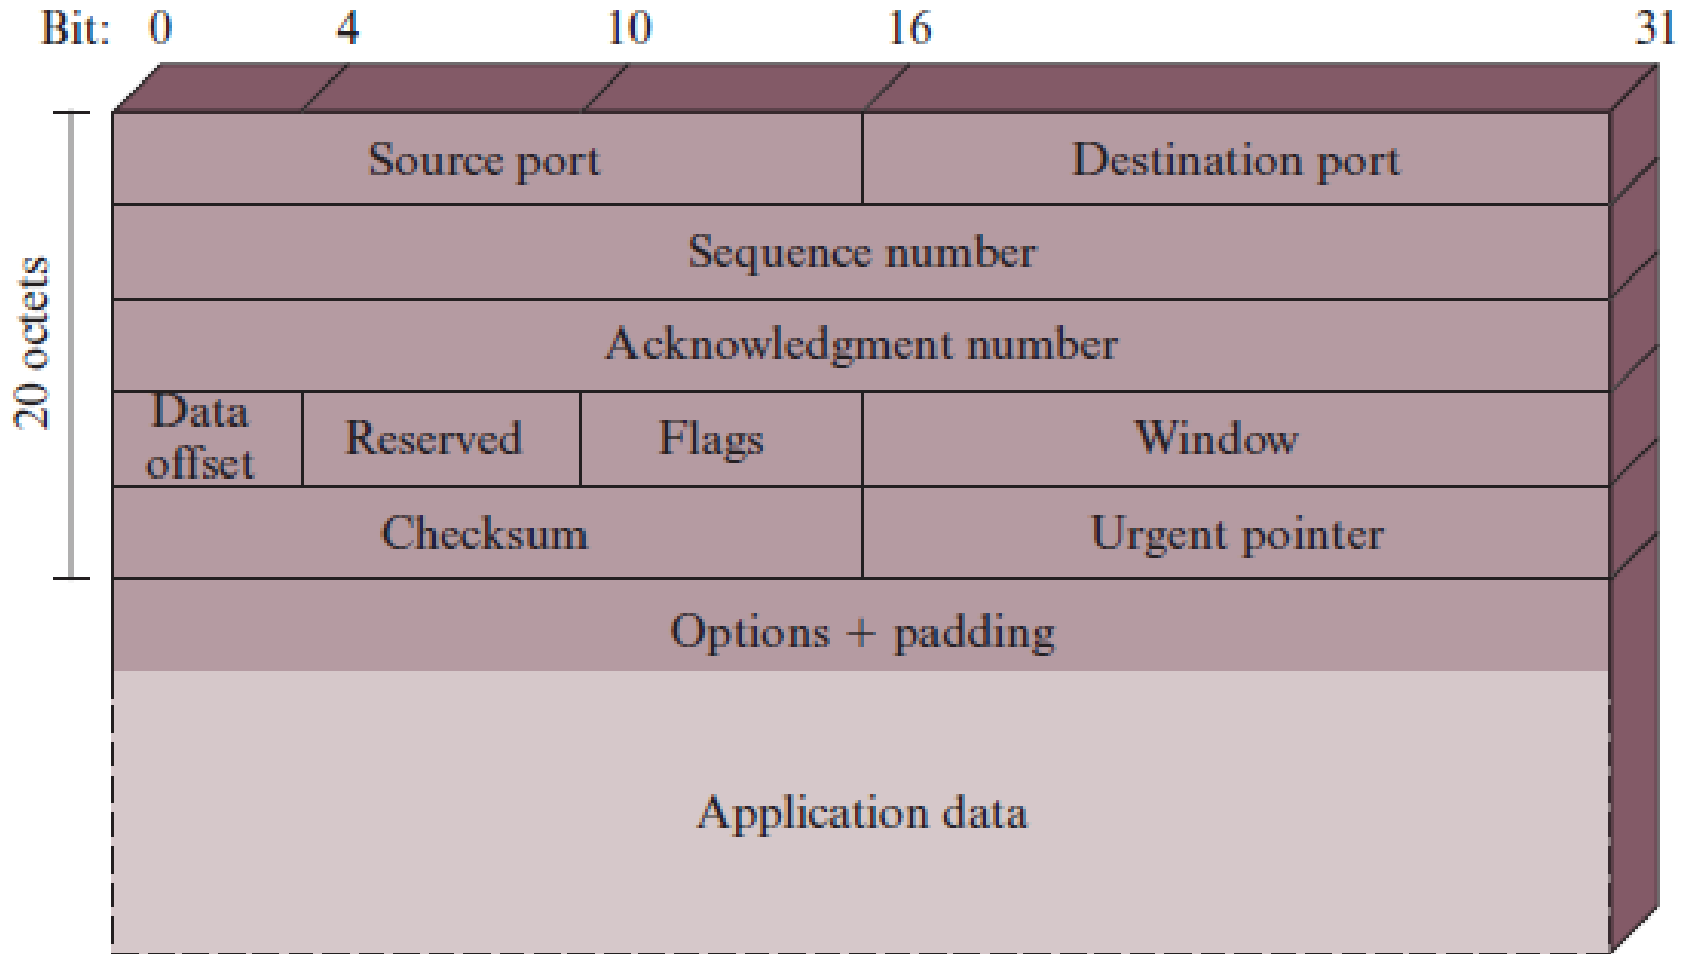 Bit: 0 4 10 16 31
20 octets
Source port Destination port
Sequence number
Acknowledgment number
Data
offset Reserved Flags Window
Checksum Urgent pointer
Options + padding
Application data